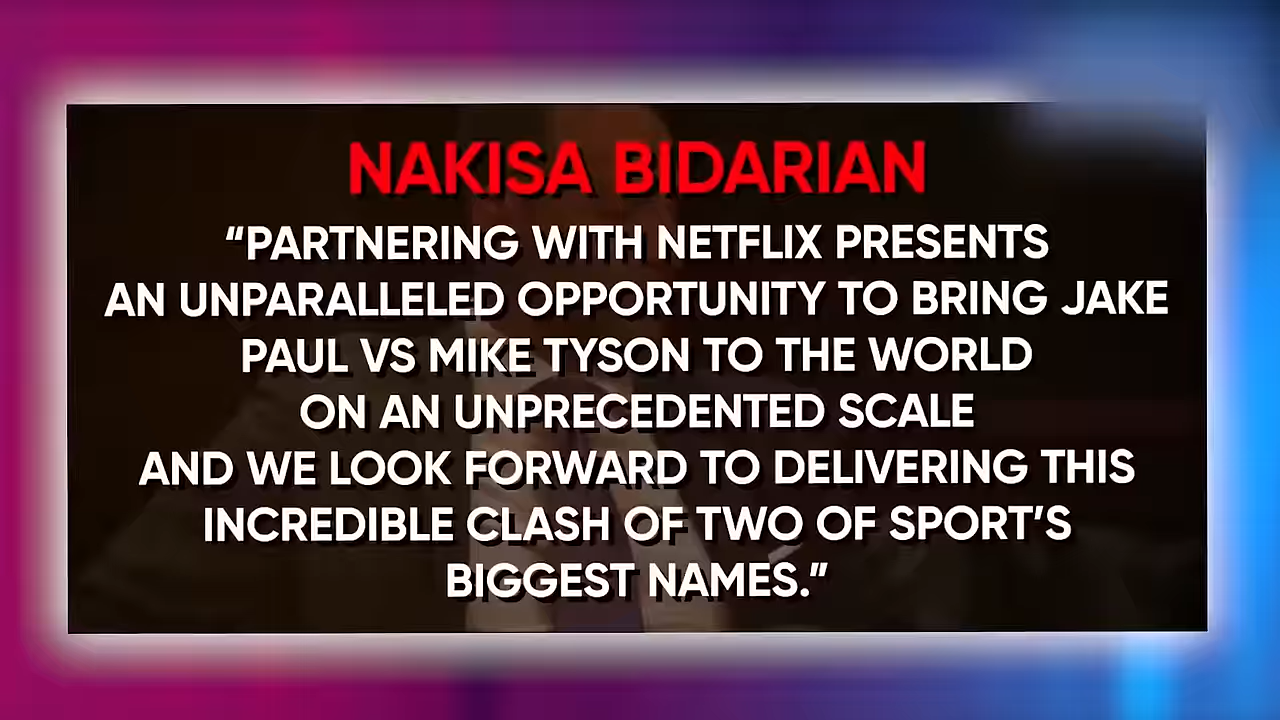 NAKISA BIDARIAN
“PARTNERING WITH NETFLIX PRESENTS
AN UNPARALLELED OPPORTUNITY TO BRING JAKE
PAUL VS MIKE TYSON TO THE WORLD
ON AN UNPRECEDENTED SCALE
AND WE LOOK FORWARD TO DELIVERING THIS
INCREDIBLE CLASH OF TWO OF SPORT’S
BIGGEST NAMES.”